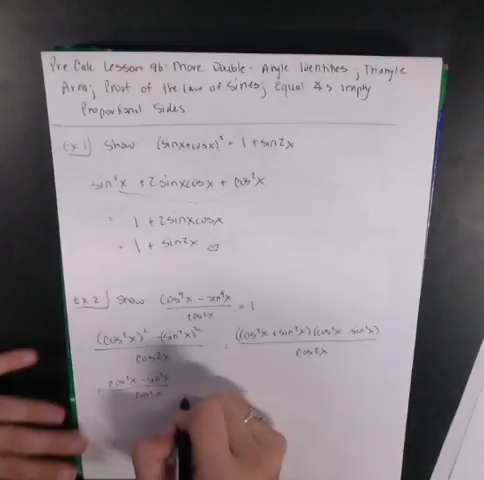 Pre Calc Lesson 96: More Double-Angle Identities; Triangle
Area; Proof of the Law of Sines; Equal ∠s imply
Proportional Sides
Ex. 1) Show: (sinx+cosx)² = 1 + sin2x
sin²x + 2sinxcosx + cos²x
= 1 + 2sinxcosx
= 1 + sin2x
Ex. 2) Show: (cos⁴x - sin⁴x)/cos2x = 1
((cos²x)² - (sin²x)²)/cos2x = ((cos²x + sin²x)(cos²x - sin²x))/cos2x
= (cos²x - sin²x)/cos2x